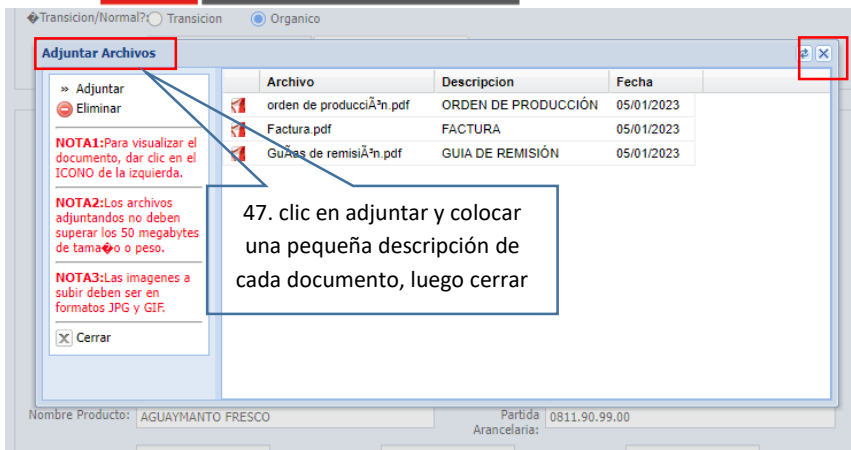 �Transicion/Normal?: Transicion Organico
Adjuntar Archivos
» Adjuntar
Eliminar
NOTA1:Para visualizar el
documento, dar clic en el
ICONO de la izquierda.
NOTA2:Los archivos
adjuntandos no deben
superar los 50 megabytes
de tama�o o peso.
NOTA3:Las imagenes a
subir deben ser en
formatos JPG y GIF.
Cerrar
Archivo Descripcion Fecha
orden de producciÃ³n.pdf ORDEN DE PRODUCCIÓN 05/01/2023
Factura.pdf FACTURA 05/01/2023
GuÃas de remisiÃ³n.pdf GUIA DE REMISIÓN 05/01/2023
47. clic en adjuntar y colocar
una pequeña descripción de
cada documento, luego cerrar
Nombre Producto: AGUAYMANTO FRESCO Partida
Arancelaria: 0811.90.99.00